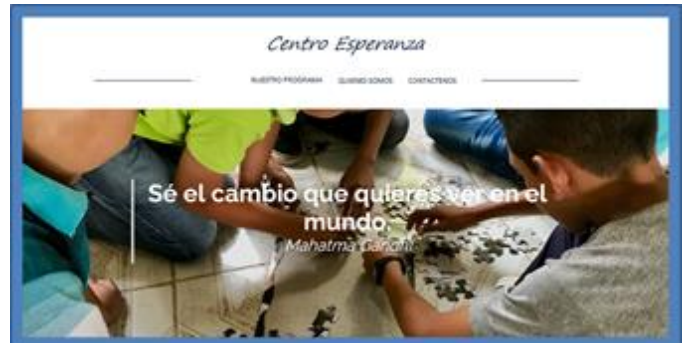 Centro Esperanza
NUESTRO PROGRAMA QUIENES SOMOS CONTACTENOS
Sé el cambio que quieres ver en el
mundo.
Mahatma Gandhi